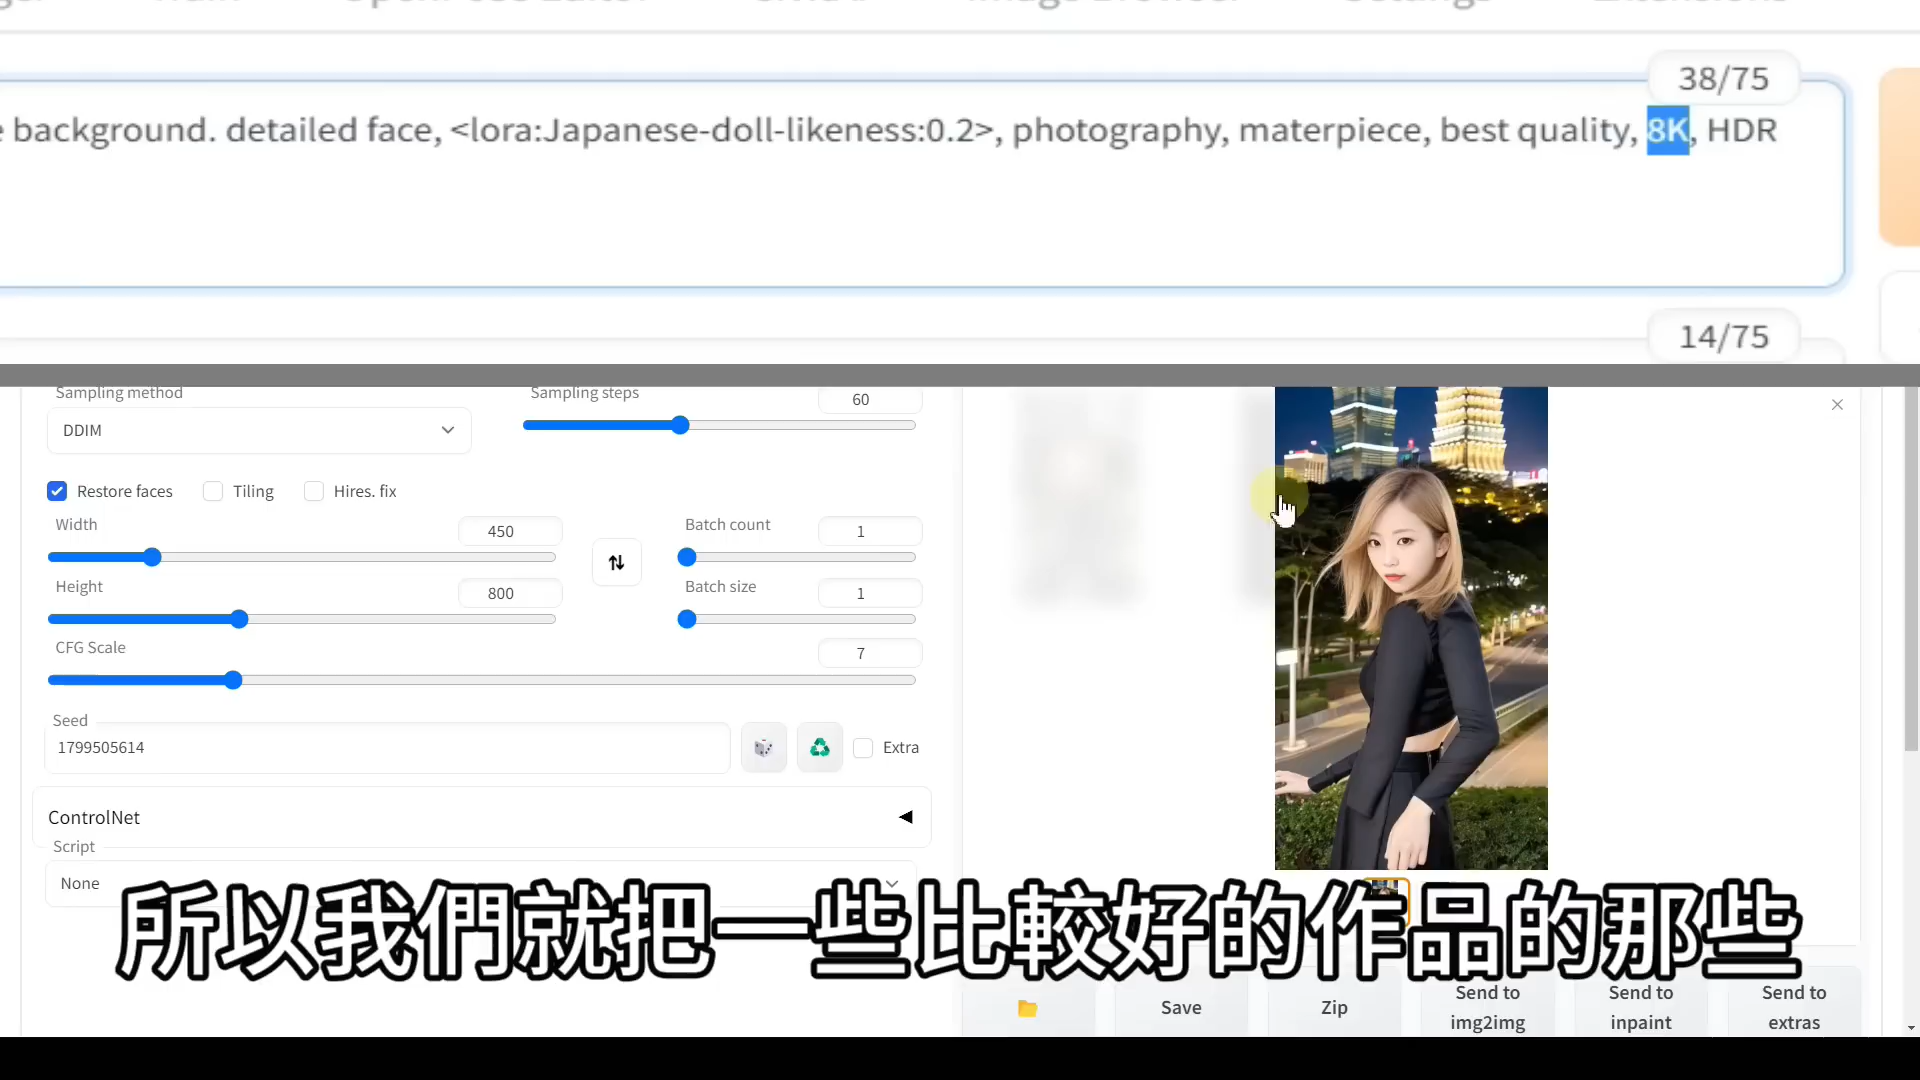 38/75
background. detailed face, <lora:Japanese-doll-likeness:0.2>, photography, materpiece, best quality, 8K, HDR
14/75
Sampling method
Sampling steps
60
DDIM
Restore faces
Tiling
Hires. fix
Width
450
Batch count
1
Height
800
Batch size
1
CFG Scale
7
Seed
1799505614
Extra
ControlNet
Script
None
所以我們就把一些比較好的作品的那些
Save
Zip
Send to
img2img
Send to
inpaint
Send to
extras